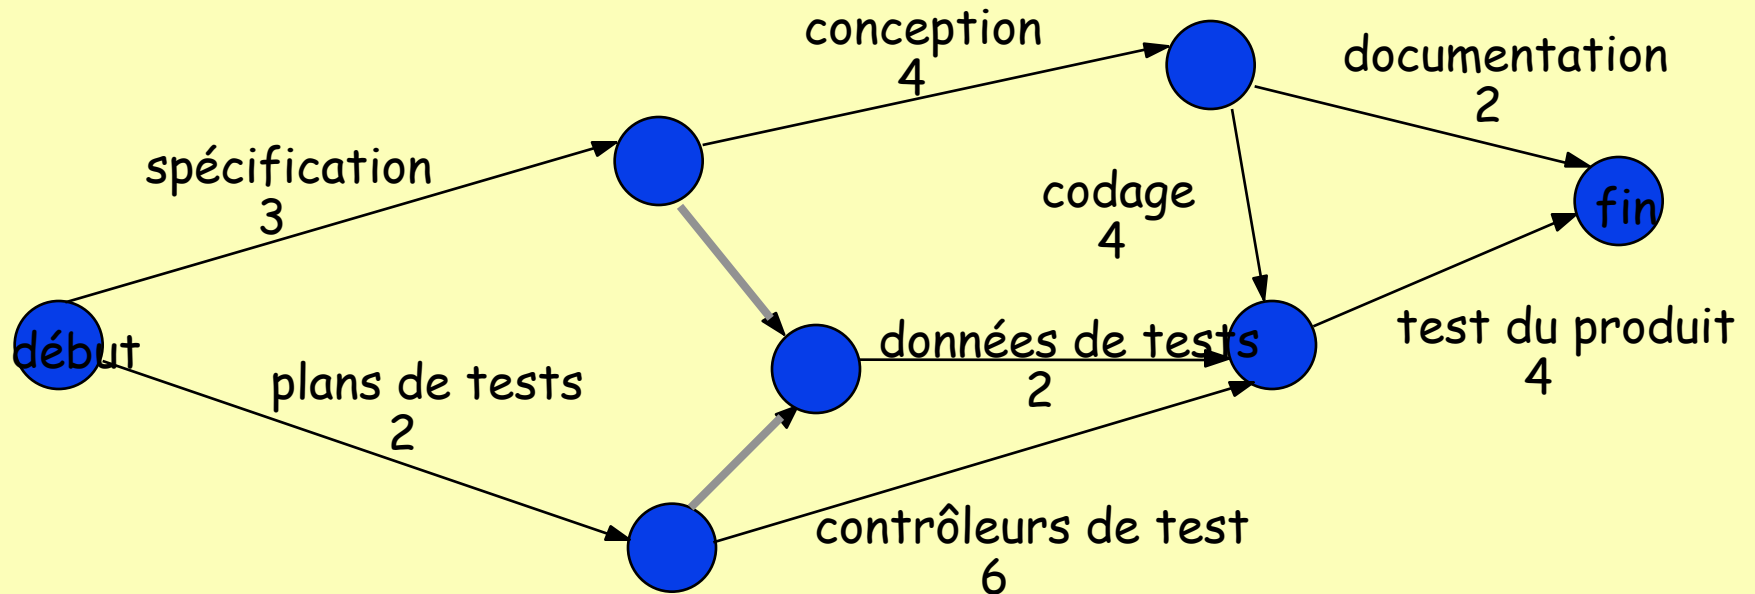 conception
4
documentation
2
spécification
3
codage
4
fin
début
données de tests
2
test du produit
4
plans de tests
2
contrôleurs de test
6